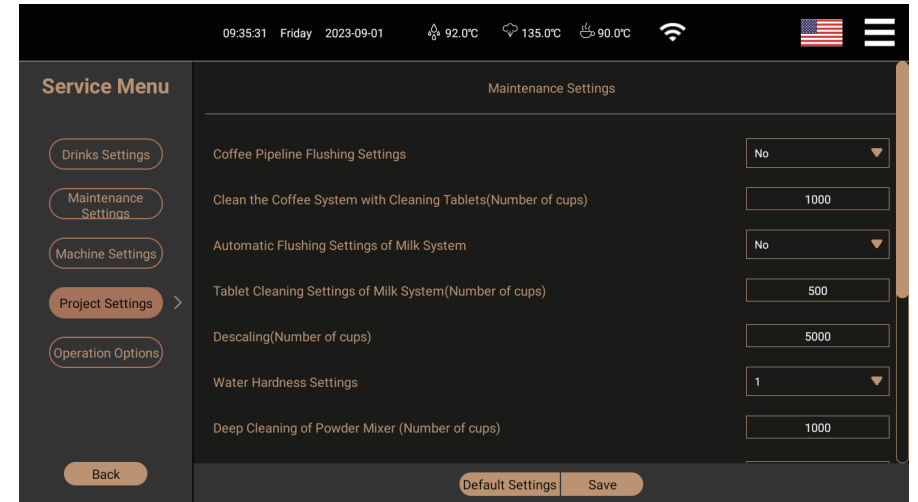 09:35:31 Friday 2023-09-01 92.0℃ 135.0℃ 90.0℃
Service Menu
Drinks Settings
Maintenance
Settings
Machine Settings
Project Settings >
Operation Options
Back
Maintenance Settings
Coffee Pipeline Flushing Settings No
Clean the Coffee System with Cleaning Tablets(Number of cups) 1000
Automatic Flushing Settings of Milk System No
Tablet Cleaning Settings of Milk System(Number of cups) 500
Descaling(Number of cups) 5000
Water Hardness Settings 1
Deep Cleaning of Powder Mixer (Number of cups) 1000
Default Settings Save